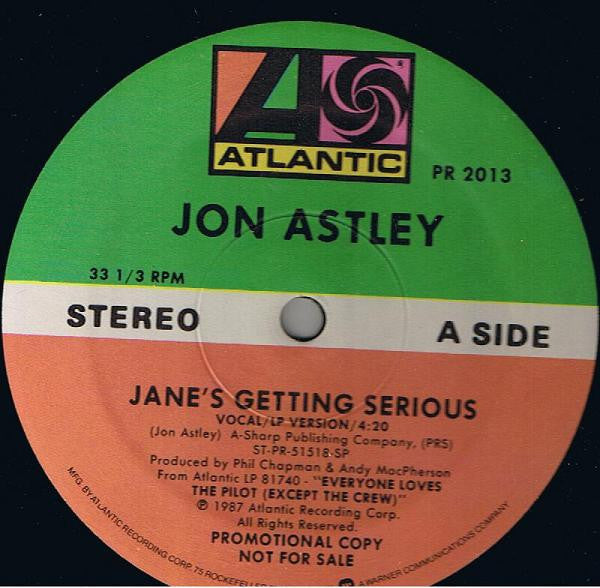 ATLANTIC
PR 2013
JON ASTLEY
33 1/3 RPM
STEREO
A SIDE
JANE'S GETTING SERIOUS
VOCAL/LP VERSION/4:20
(Jon Astley) A-Sharp Publishing Company, (PRS)
ST-PR-51518-SP
Produced by Phil Chapman & Andy MacPherson
From Atlantic LP 81740 - "EVERYONE LOVES
THE PILOT (EXCEPT THE CREW)"
℗ 1987 Atlantic Recording Corp.
All Rights Reserved.
PROMOTIONAL COPY
NOT FOR SALE
MFG. BY ATLANTIC RECORDING CORP. 75 ROCKEFELLER
A WARNER COMMUNICATIONS COMPANY